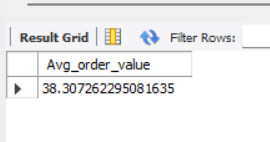 Result Grid | Filter Rows:
Avg_order_value
38.307262295081635